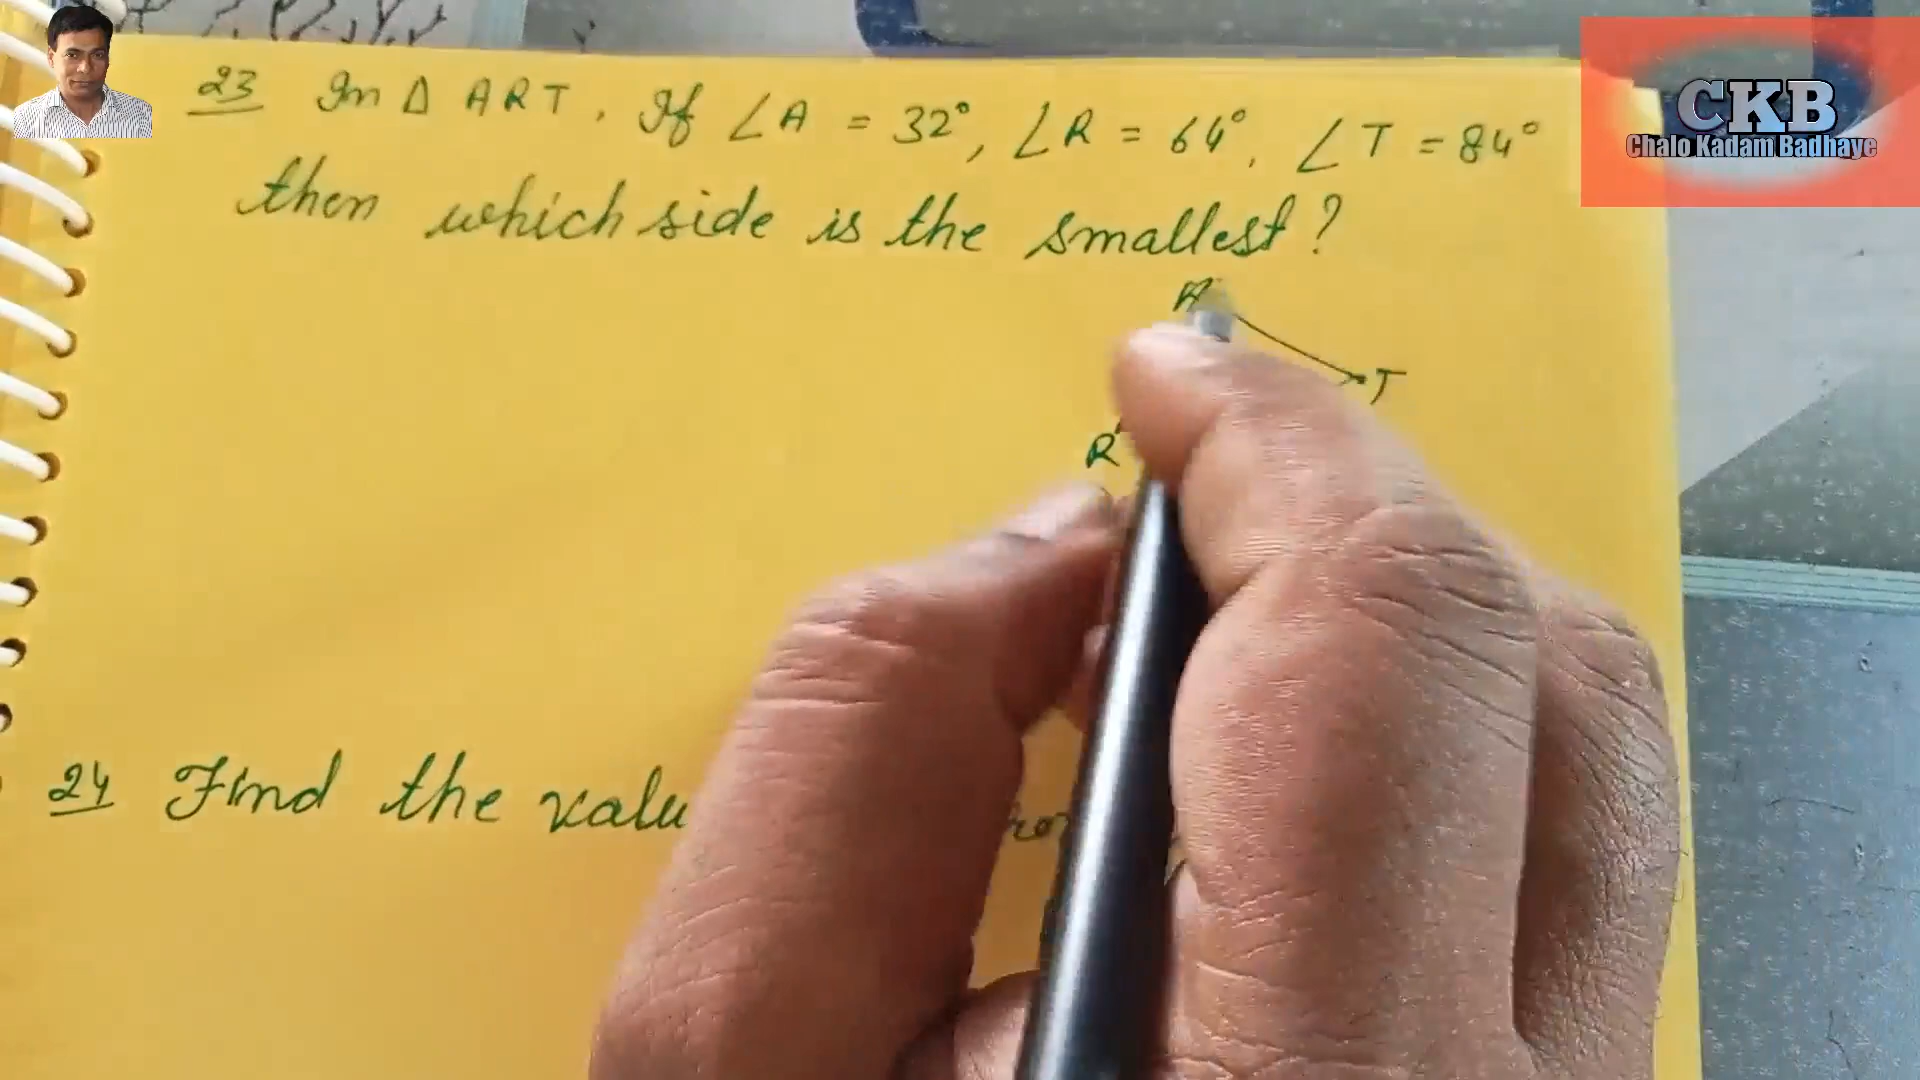 CKB
Chalo Kadam Badhaye
23 In Δ ART, If ∠A = 32°, ∠R = 64°, ∠T = 84°
then which side is the smallest?
A
T
R
24 Find the